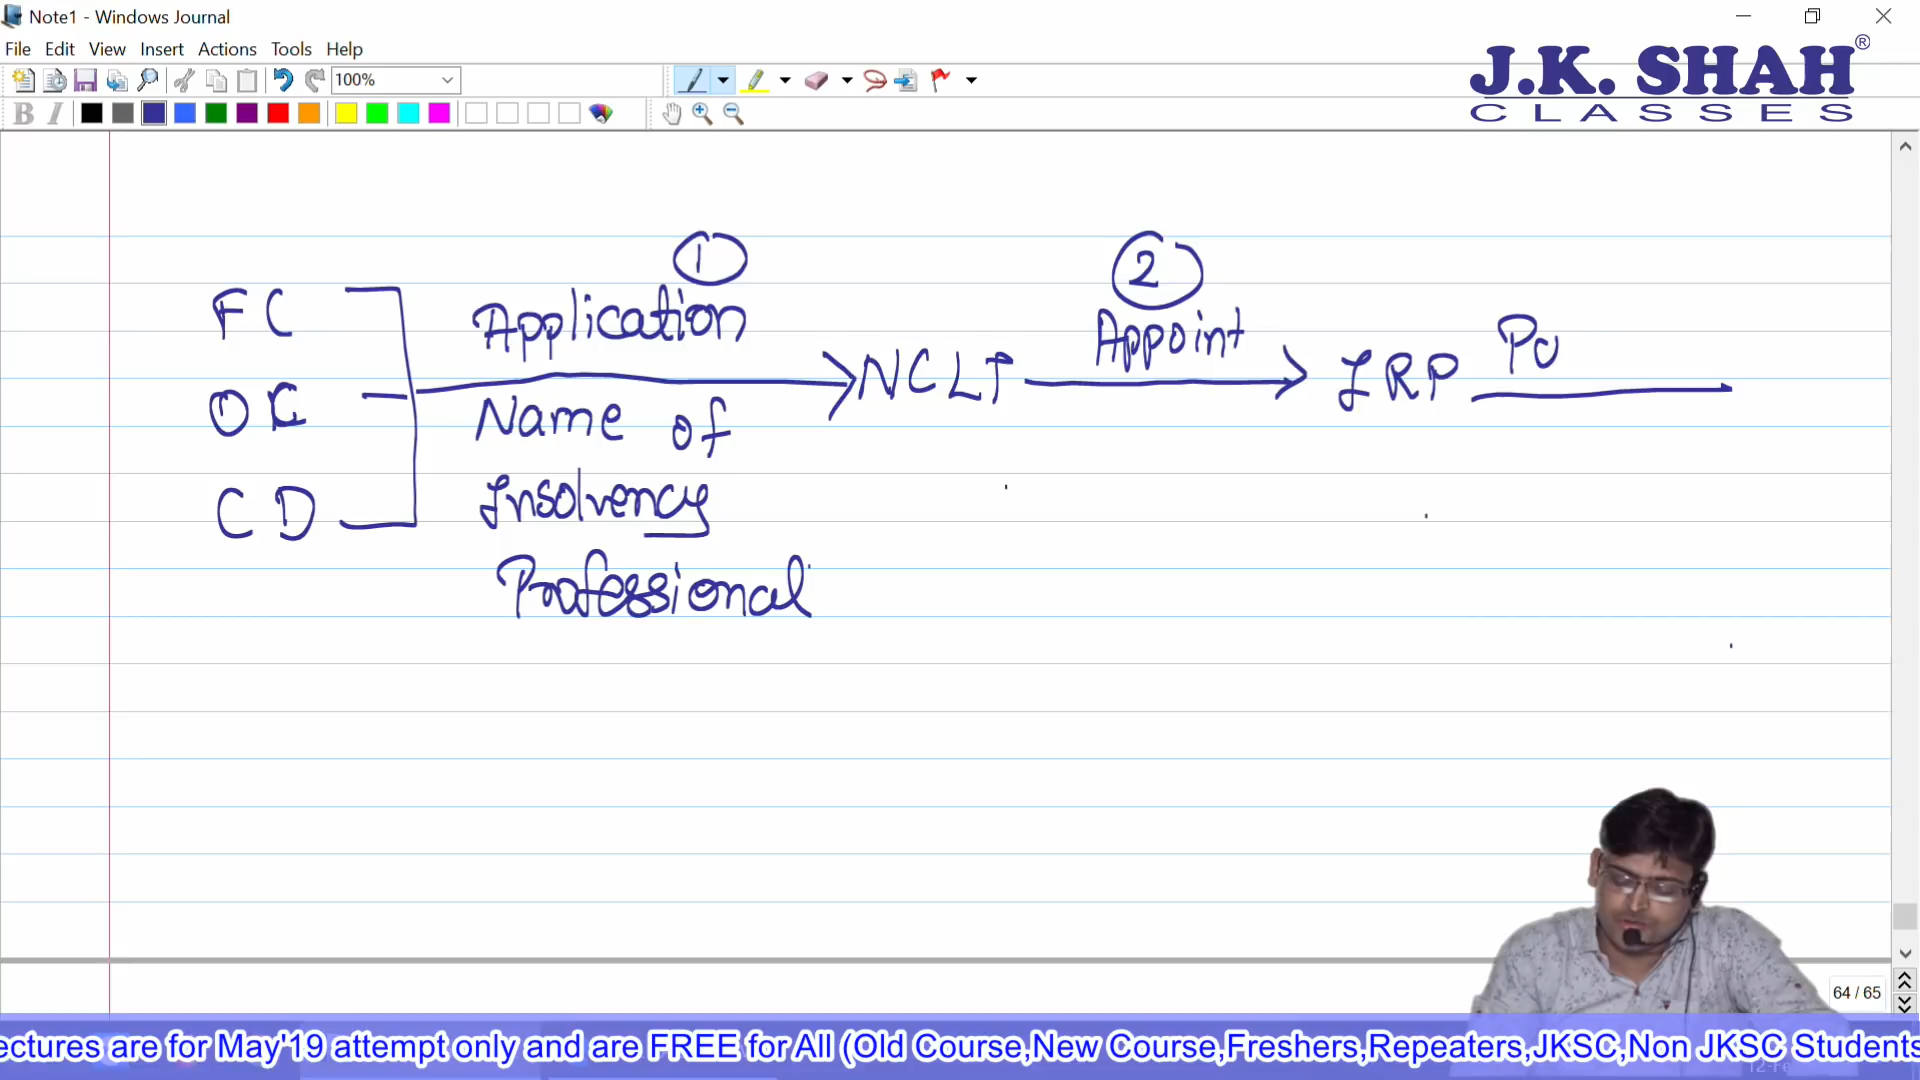 Note1 - Windows Journal
File Edit View Insert Actions Tools Help
100%
B I
J.K. SHAH®
CLASSES
1
2
FC
Application
Appoint
Po
NCLT
IRP
OC
Name of
CD
Insolvency
Professional
64 / 65
ectures are for May'19 attempt only and are FREE for All (Old Course,New Course,Freshers,Repeaters,JKSC,Non JKSC Students